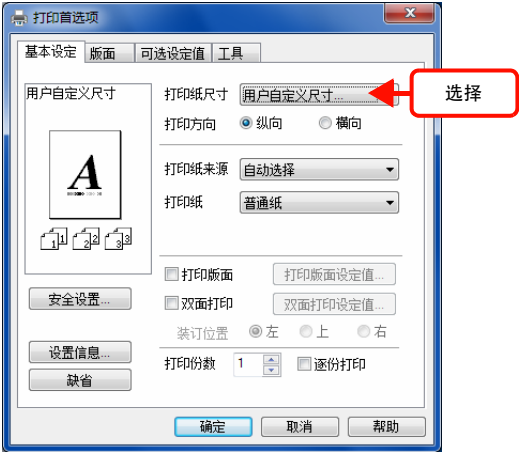 打印首选项
基本设定 版面 可选设定值 工具
用户自定义尺寸
打印纸尺寸 用户自定义尺寸...
选择
打印方向 纵向 横向
打印纸来源 自动选择
打印纸 普通纸
A
1 1 2 2 3 3
打印版面 打印版面设定值...
双面打印 双面打印设定值...
装订位置 左 上 右
安全设置...
设置信息...
打印份数 1 逐份打印
缺省
确定 取消 帮助